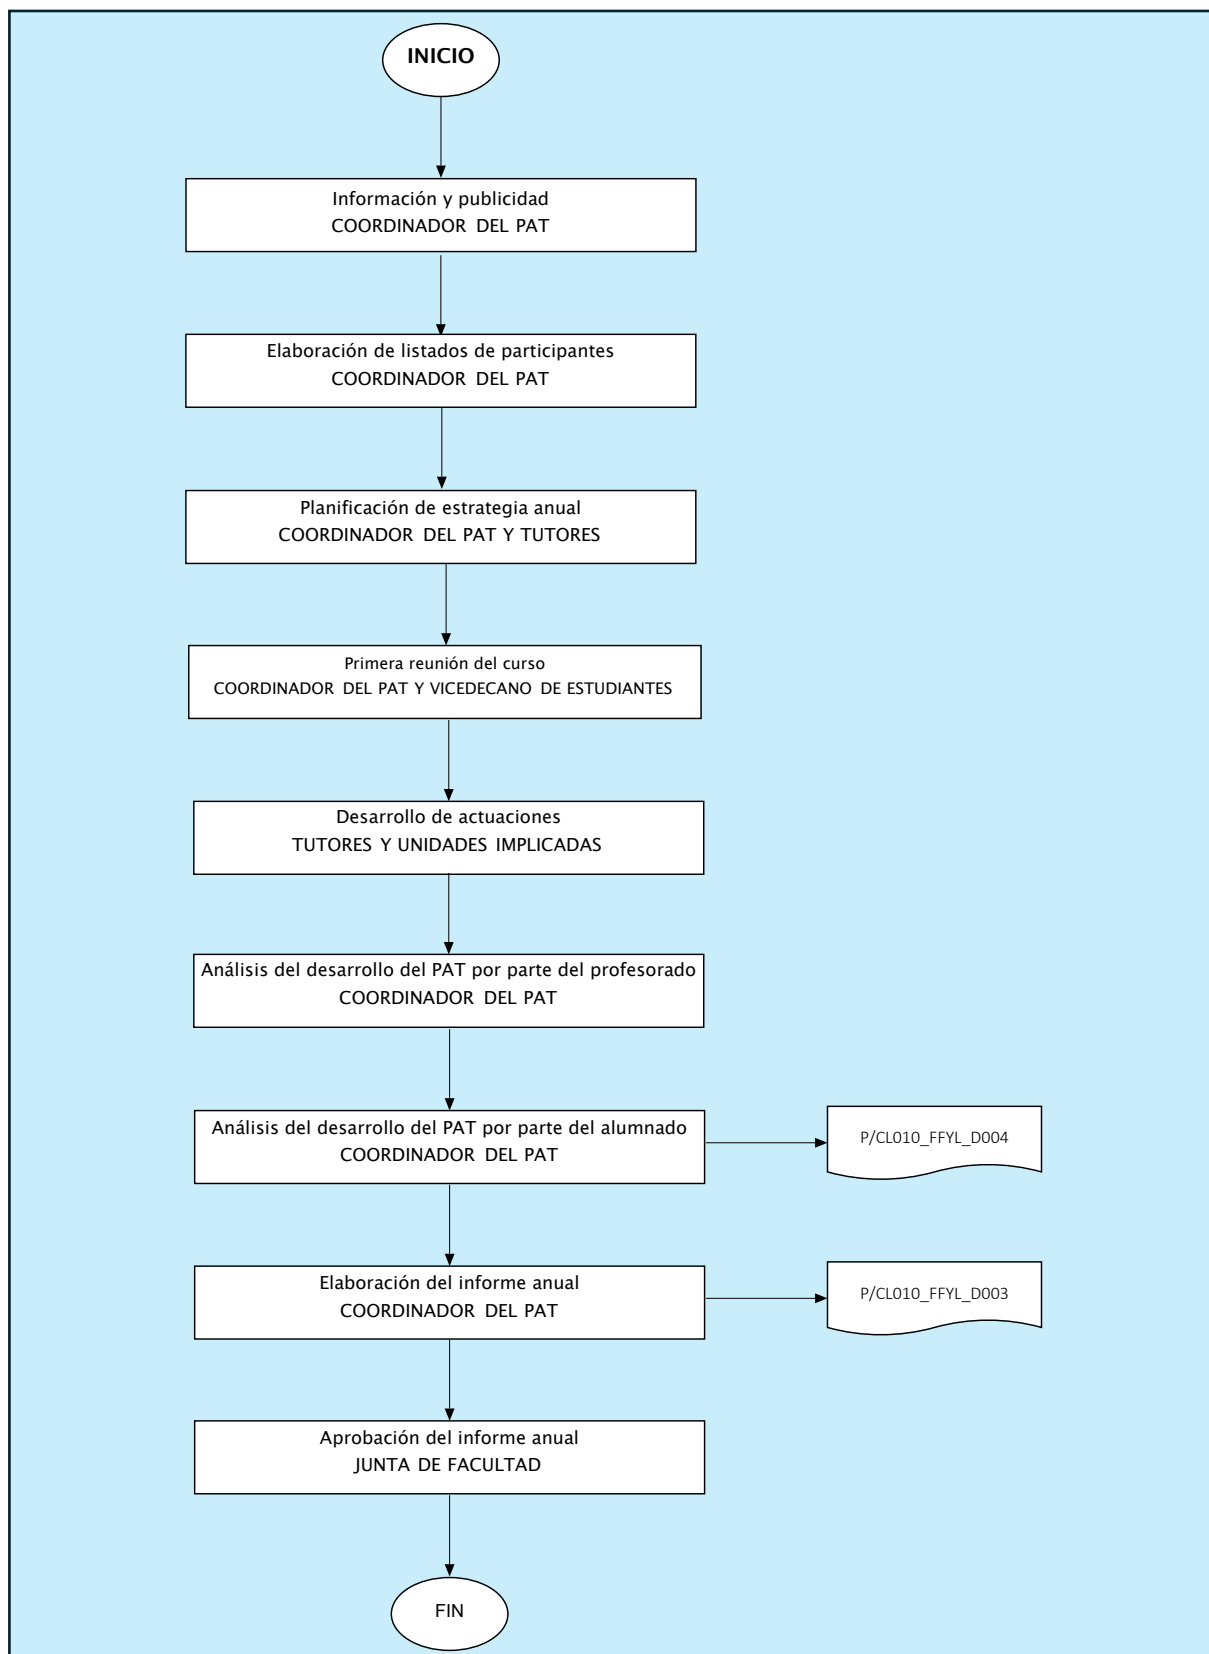 INICIO
Información y publicidad
COORDINADOR DEL PAT
Elaboración de listados de participantes
COORDINADOR DEL PAT
Planificación de estrategia anual
COORDINADOR DEL PAT Y TUTORES
Primera reunión del curso
COORDINADOR DEL PAT Y VICEDECANO DE ESTUDIANTES
Desarrollo de actuaciones
TUTORES Y UNIDADES IMPLICADAS
Análisis del desarrollo del PAT por parte del profesorado
COORDINADOR DEL PAT
Análisis del desarrollo del PAT por parte del alumnado
COORDINADOR DEL PAT
P/CL010_FFYL_D004
Elaboración del informe anual
COORDINADOR DEL PAT
P/CL010_FFYL_D003
Aprobación del informe anual
JUNTA DE FACULTAD
FIN